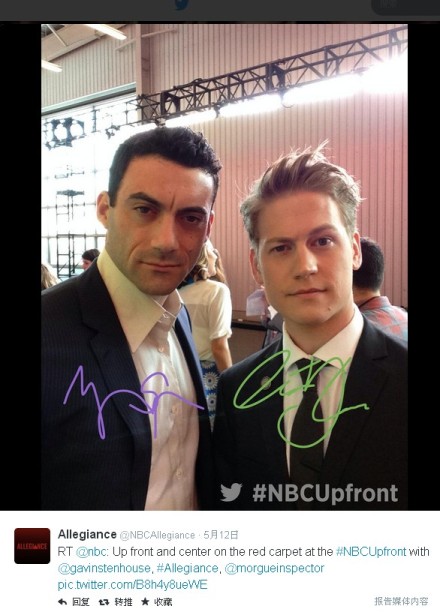 #NBCUpfront
Allegiance @NBCAllegiance · 5月12日
RT @nbc: Up front and center on the red carpet at the #NBCUpfront with
@gavinstenhouse, #Allegiance, @morgueinspector
pic.twitter.com/B8h4y8ueWE
回复 转推 收藏 报告媒体内容